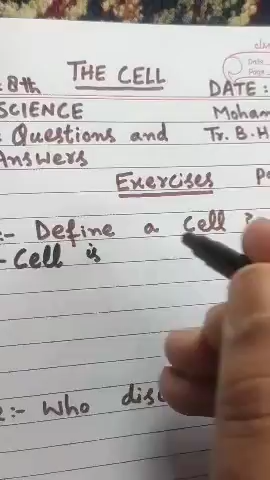 THE CELL
8th
DATE:
SCIENCE
Moham
Questions and
Tr. B.H
Answers
Exercises
:- Define a cell ?
- Cell is
:- Who dis